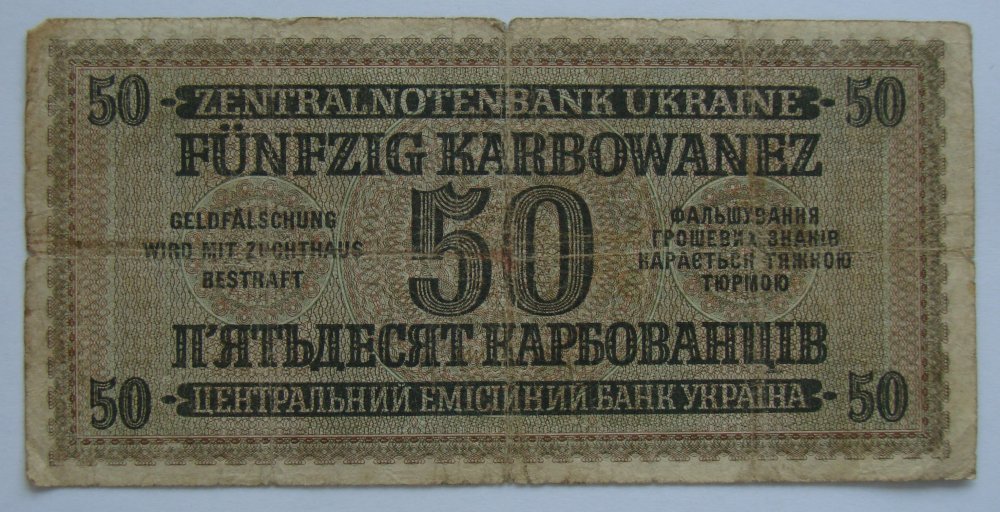 50 ZENTRALNOTENBANK UKRAINE 50
FÜNFZIG KARBOWANEZ
GELDFÄLSCHUNG
WIRD MIT ZUCHTHAUS
BESTRAFT
50
ФАЛЬШУВАННЯ
ГРОШЕВИХ ЗНАКІВ
КАРАЄТЬСЯ ТЯЖКОЮ
ТЮРМОЮ
П'ЯТЬДЕСЯТ КАРБОВАНЦІВ
50 ЦЕНТРАЛЬНИЙ ЕМІСІЙНИЙ БАНК УКРАЇНА 50